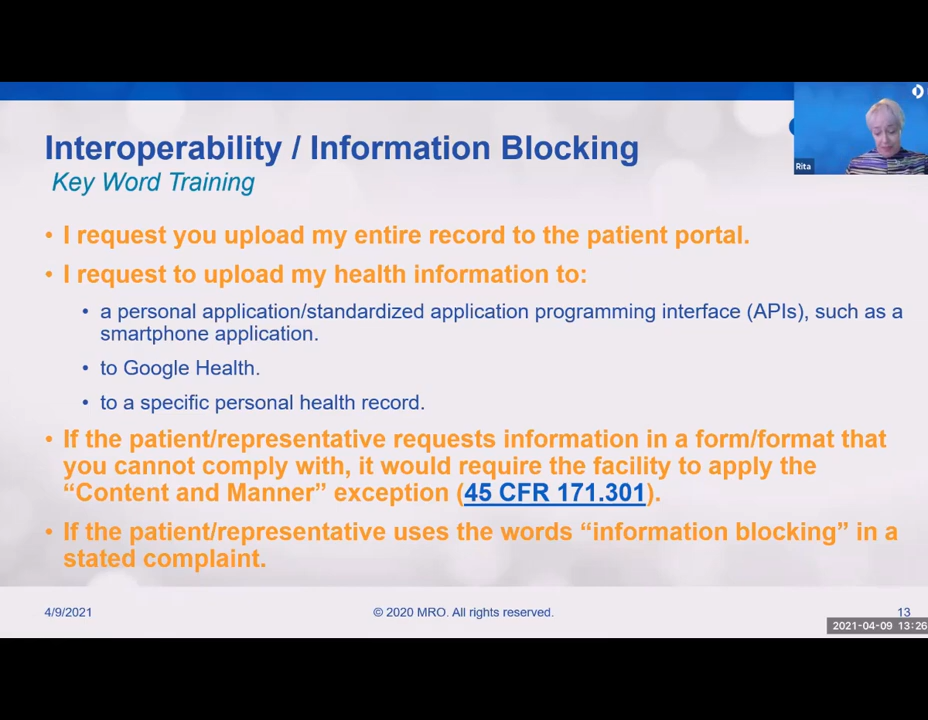 Interoperability / Information Blocking
Key Word Training
Rita
• I request you upload my entire record to the patient portal.
• I request to upload my health information to:
• a personal application/standardized application programming interface (APIs), such as a
smartphone application.
• to Google Health.
• to a specific personal health record.
• If the patient/representative requests information in a form/format that
you cannot comply with, it would require the facility to apply the
“Content and Manner” exception (45 CFR 171.301).
• If the patient/representative uses the words “information blocking” in a
stated complaint.
4/9/2021
© 2020 MRO. All rights reserved.
13
2021-04-09 13:26